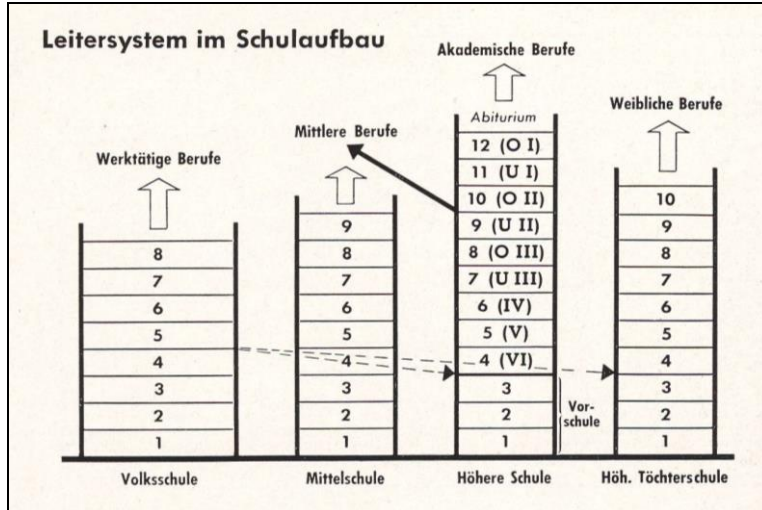 Leitersystem im Schulaufbau
Akademische Berufe
Weibliche Berufe
Mittlere Berufe
Werktätige Berufe
8
7
6
5
4
3
2
1
Volksschule
9
8
7
6
5
4
3
2
1
Mittelschule
Abiturium
12 (O I)
11 (U I)
10 (O II)
9 (U II)
8 (O III)
7 (U III)
6 (IV)
5 (V)
4 (VI)
3
2
1
Vor-
schule
Höhere Schule
10
9
8
7
6
5
4
3
2
1
Höh. Töchterschule